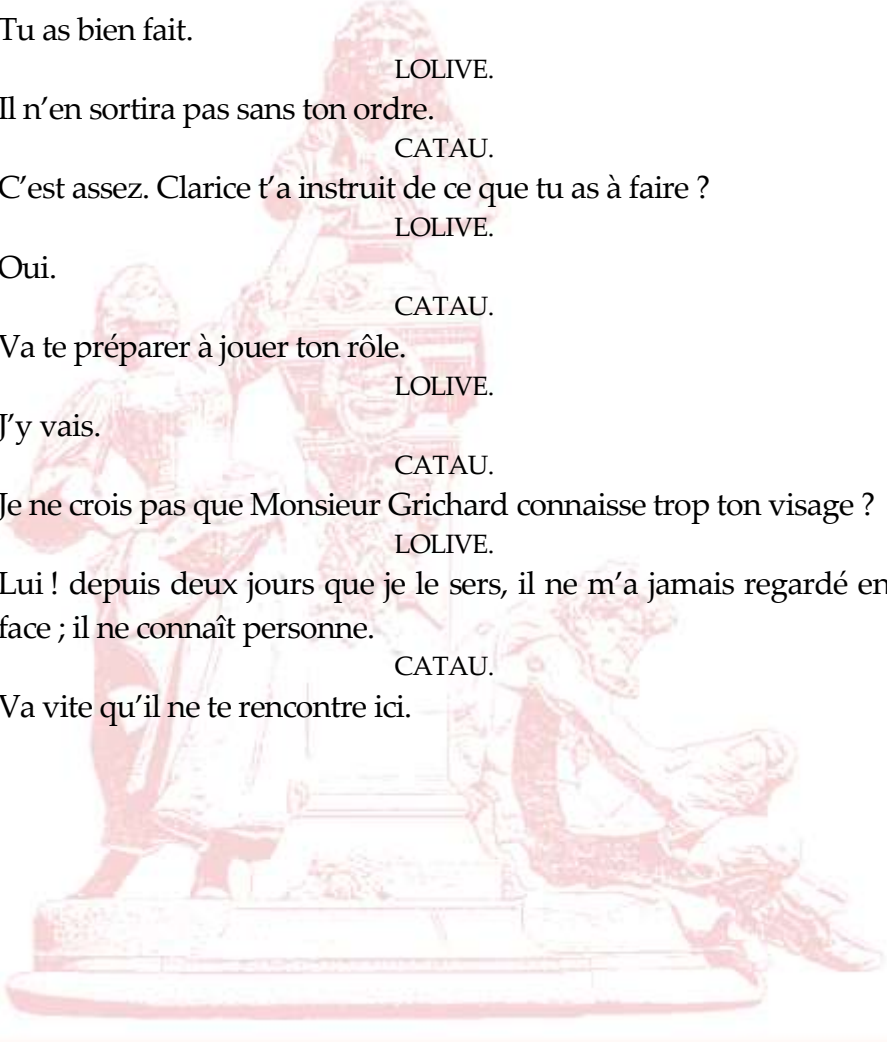 Tu as bien fait.
LOLIVE.
Il n’en sortira pas sans ton ordre.
CATAU.
C’est assez. Clarice t’a instruit de ce que tu as à faire ?
LOLIVE.
Oui.
CATAU.
Va te préparer à jouer ton rôle.
LOLIVE.
J’y vais.
CATAU.
Je ne crois pas que Monsieur Grichard connaisse trop ton visage ?
LOLIVE.
Lui ! depuis deux jours que je le sers, il ne m’a jamais regardé en
face ; il ne connaît personne.
CATAU.
Va vite qu’il ne te rencontre ici.